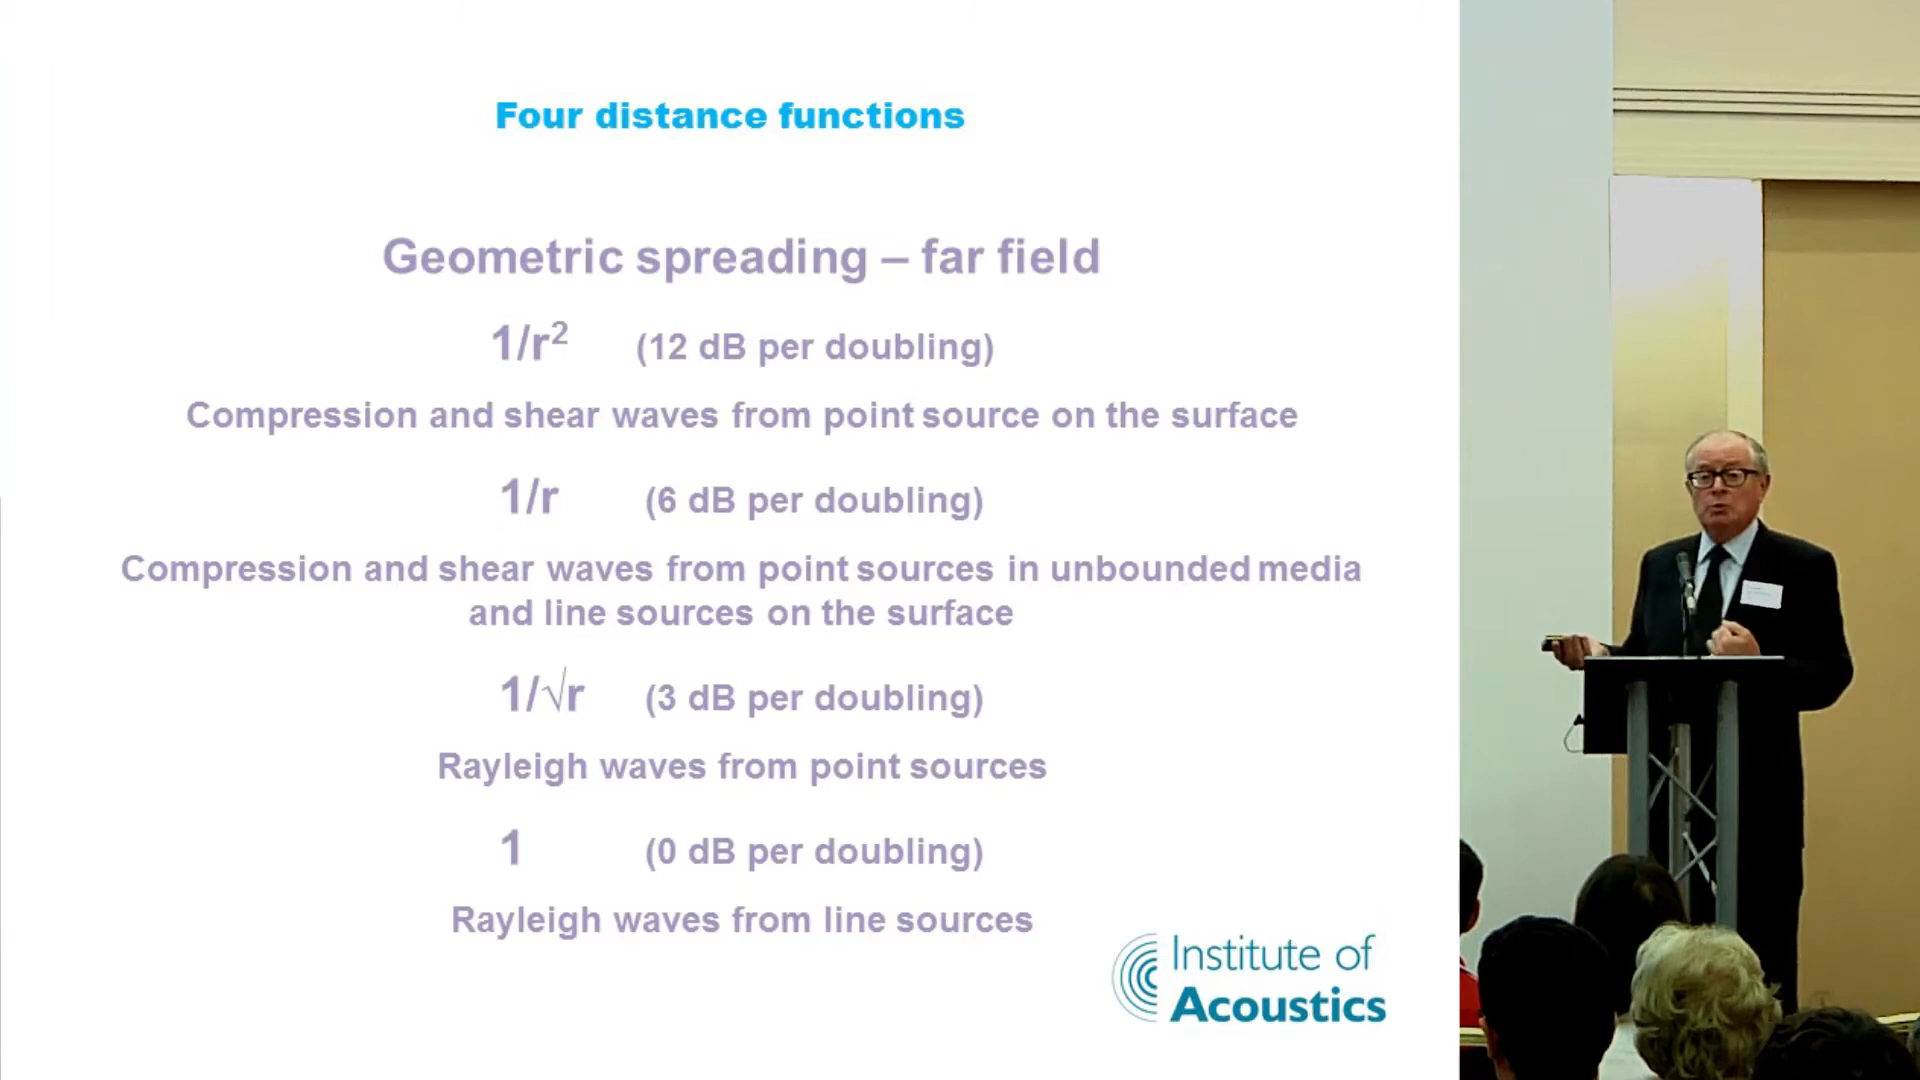 Four distance functions
Geometric spreading – far field
1/r² (12 dB per doubling)
Compression and shear waves from point source on the surface
1/r (6 dB per doubling)
Compression and shear waves from point sources in unbounded media
and line sources on the surface
1/√r (3 dB per doubling)
Rayleigh waves from point sources
1 (0 dB per doubling)
Rayleigh waves from line sources
Institute of
Acoustics